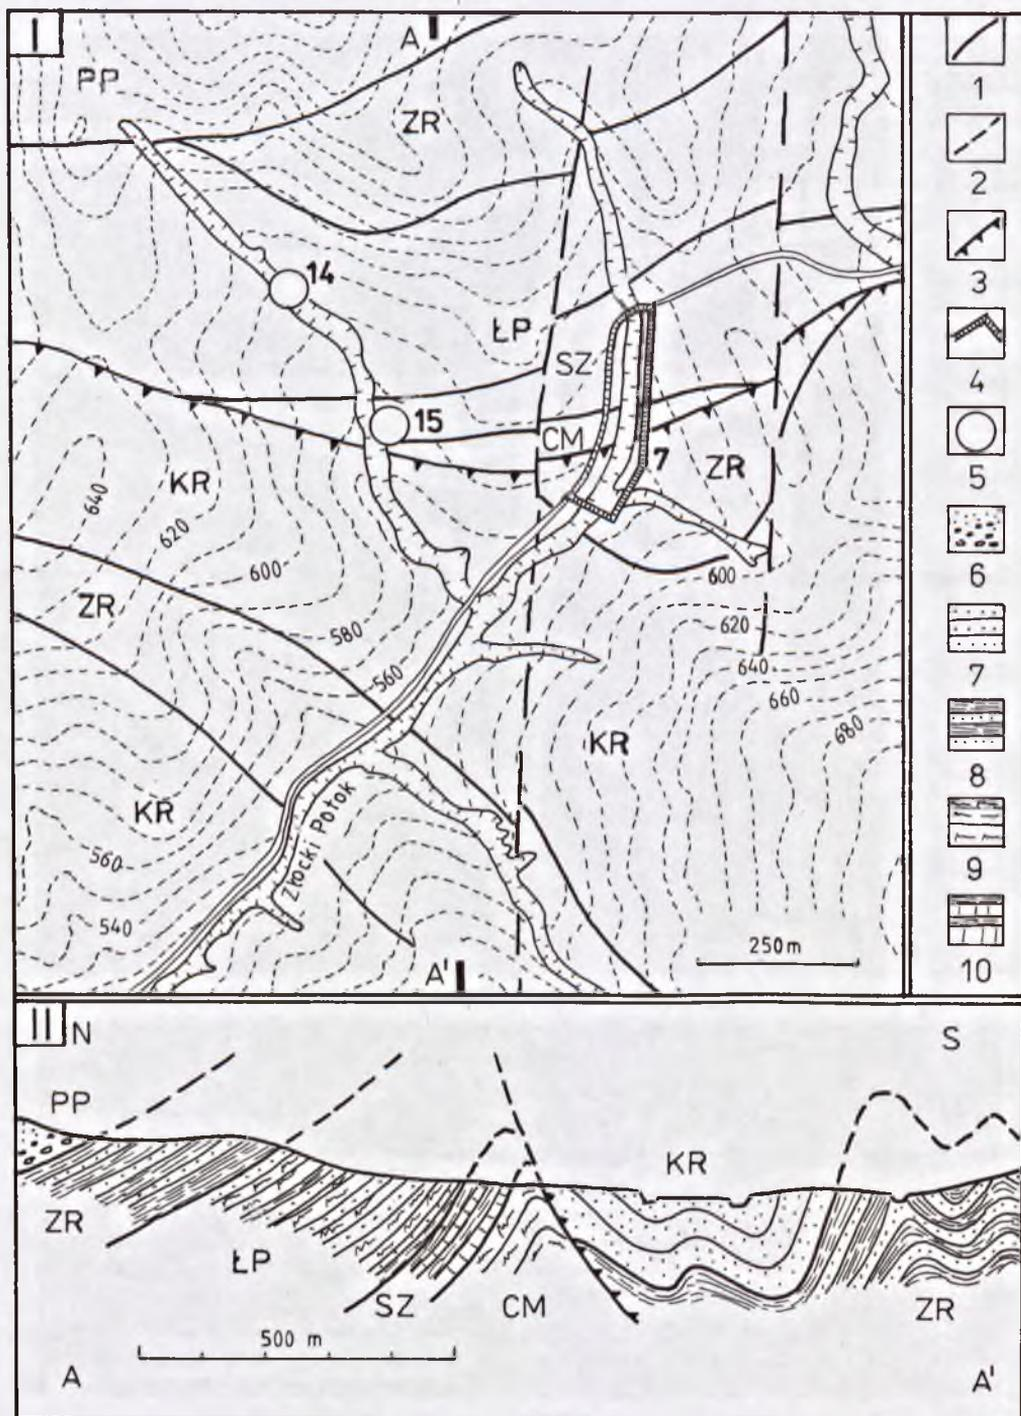 I
A
PP
ZR
14
ŁP
SZ
15
CM
7
ZR
KR
640
620
600
ZR
600
580
620
640
560
660
KR
680
KR
Złocki Potok
560
540
250m
A'
1
2
3
4
5
6
7
8
9
10
II
N
S
PP
KR
ZR
ŁP
SZ
CM
ZR
500 m
A
A'